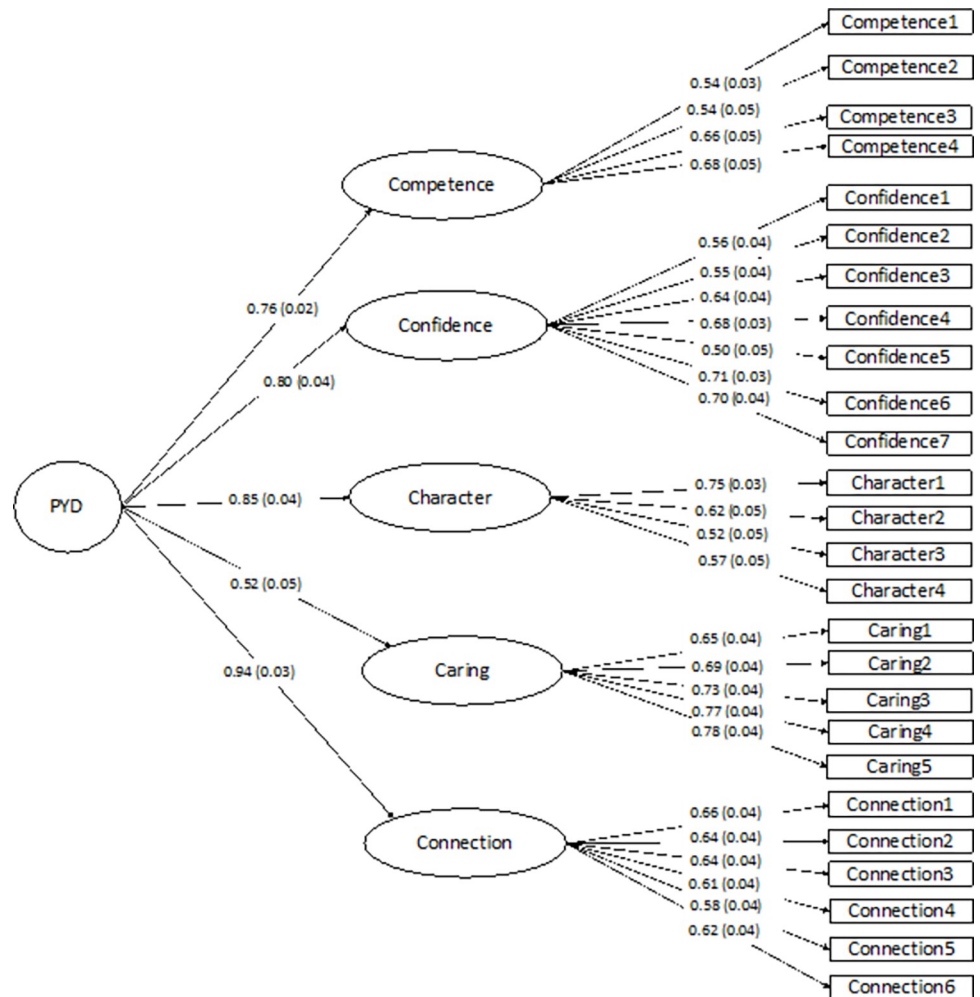 Competence1
Competence2
Competence3
Competence4
0.54 (0.03)
0.54 (0.05)
0.66 (0.05)
0.68 (0.05)
Competence
Confidence1
Confidence2
Confidence3
Confidence4
Confidence5
Confidence6
Confidence7
0.56 (0.04)
0.55 (0.04)
0.64 (0.04)
0.68 (0.03)
0.50 (0.05)
0.71 (0.03)
0.70 (0.04)
Confidence
0.76 (0.02)
0.80 (0.04)
PYD
0.85 (0.04)
0.52 (0.05)
0.94 (0.03)
Character
0.75 (0.03)
0.62 (0.05)
0.52 (0.05)
0.57 (0.05)
Character1
Character2
Character3
Character4
Caring
0.65 (0.04)
0.69 (0.04)
0.73 (0.04)
0.77 (0.04)
0.78 (0.04)
Caring1
Caring2
Caring3
Caring4
Caring5
Connection
0.66 (0.04)
0.64 (0.04)
0.64 (0.04)
0.61 (0.04)
0.58 (0.04)
0.62 (0.04)
Connection1
Connection2
Connection3
Connection4
Connection5
Connection6